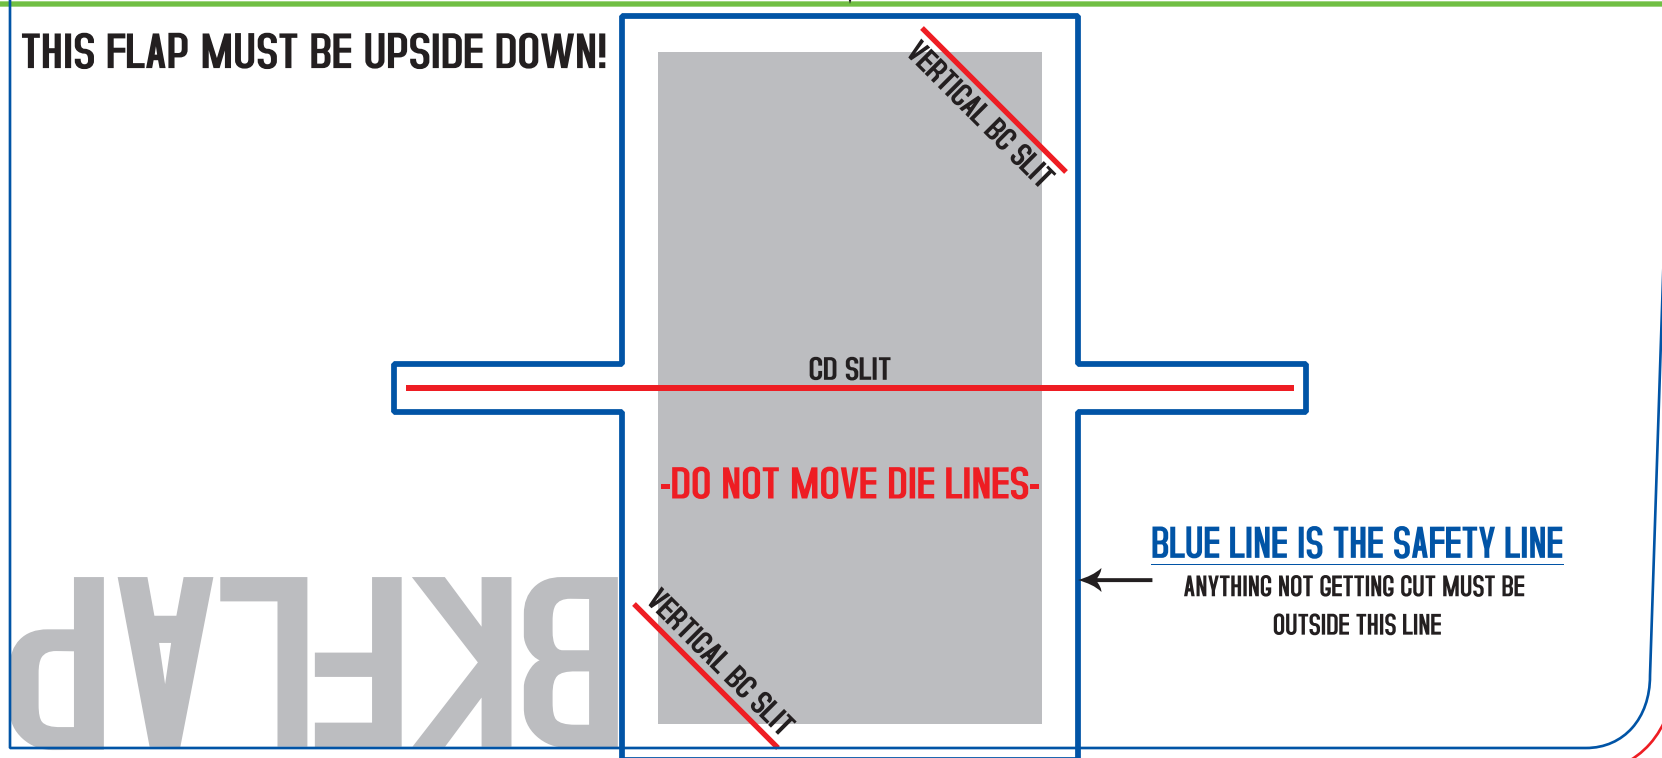 THIS FLAP MUST BE UPSIDE DOWN!
VERTICAL BC SLIT
CD SLIT
-DO NOT MOVE DIE LINES-
BLUE LINE IS THE SAFETY LINE
ANYTHING NOT GETTING CUT MUST BE
OUTSIDE THIS LINE
VERTICAL BC SLIT
BKFLAP